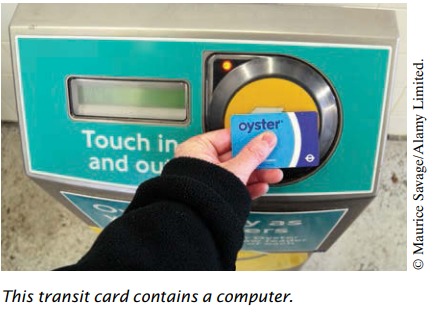 Touch in
and out
oyster
This transit card contains a computer.
© Maurice Savage/Alamy Limited.